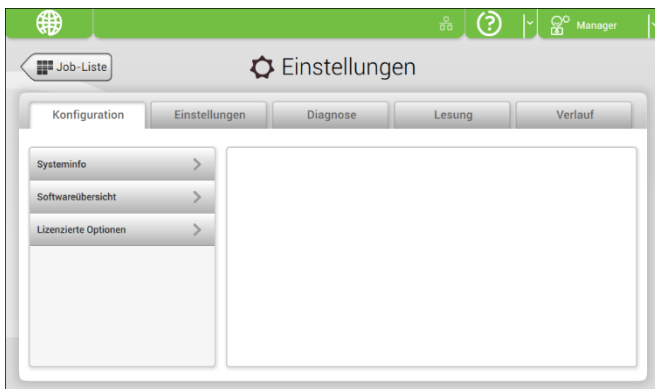 Manager
Job-Liste
Einstellungen
Konfiguration Einstellungen Diagnose Lesung Verlauf
Systeminfo
Softwareübersicht
Lizenzierte Optionen